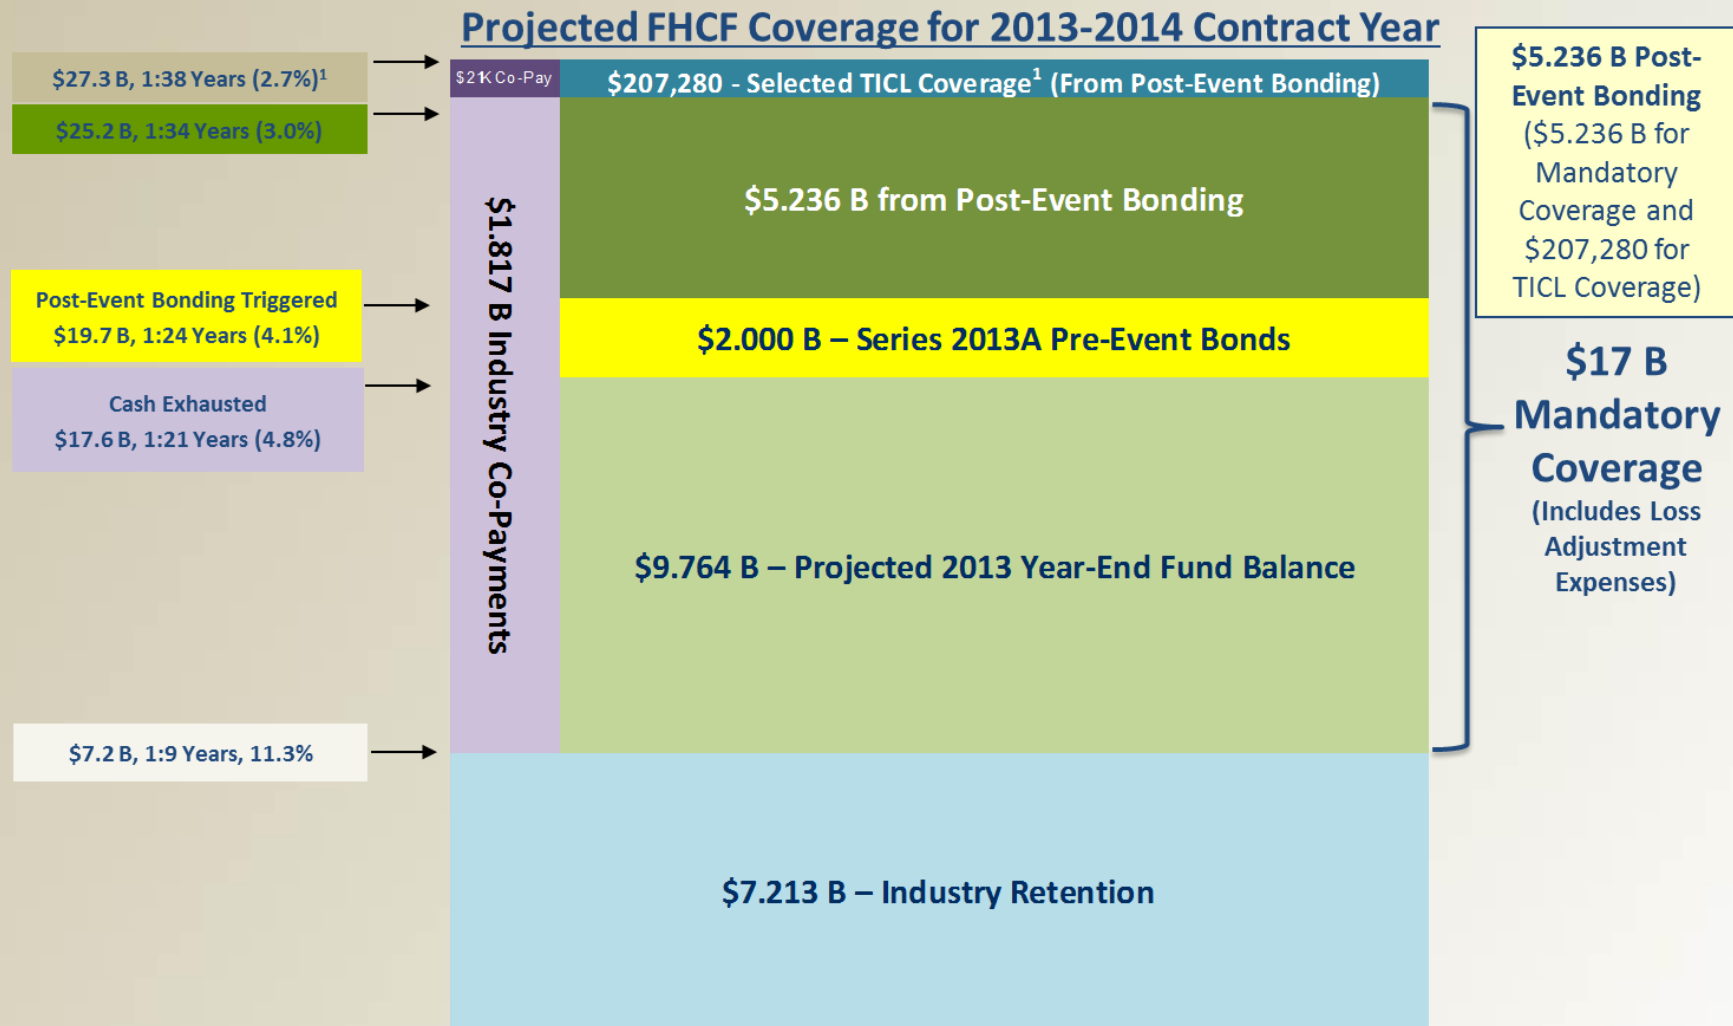 Projected FHCF Coverage for 2013-2014 Contract Year
$27.3 B, 1:38 Years (2.7%)¹
$25.2 B, 1:34 Years (3.0%)
Post-Event Bonding Triggered
$19.7 B, 1:24 Years (4.1%)
Cash Exhausted
$17.6 B, 1:21 Years (4.8%)
$7.2 B, 1:9 Years, 11.3%
$21K Co-Pay
$1.817 B Industry Co-Payments
$207,280 - Selected TICL Coverage¹ (From Post-Event Bonding)
$5.236 B from Post-Event Bonding
$2.000 B – Series 2013A Pre-Event Bonds
$9.764 B – Projected 2013 Year-End Fund Balance
$7.213 B – Industry Retention
$5.236 B Post-
Event Bonding
($5.236 B for
Mandatory
Coverage and
$207,280 for
TICL Coverage)
$17 B
Mandatory
Coverage
(Includes Loss
Adjustment
Expenses)